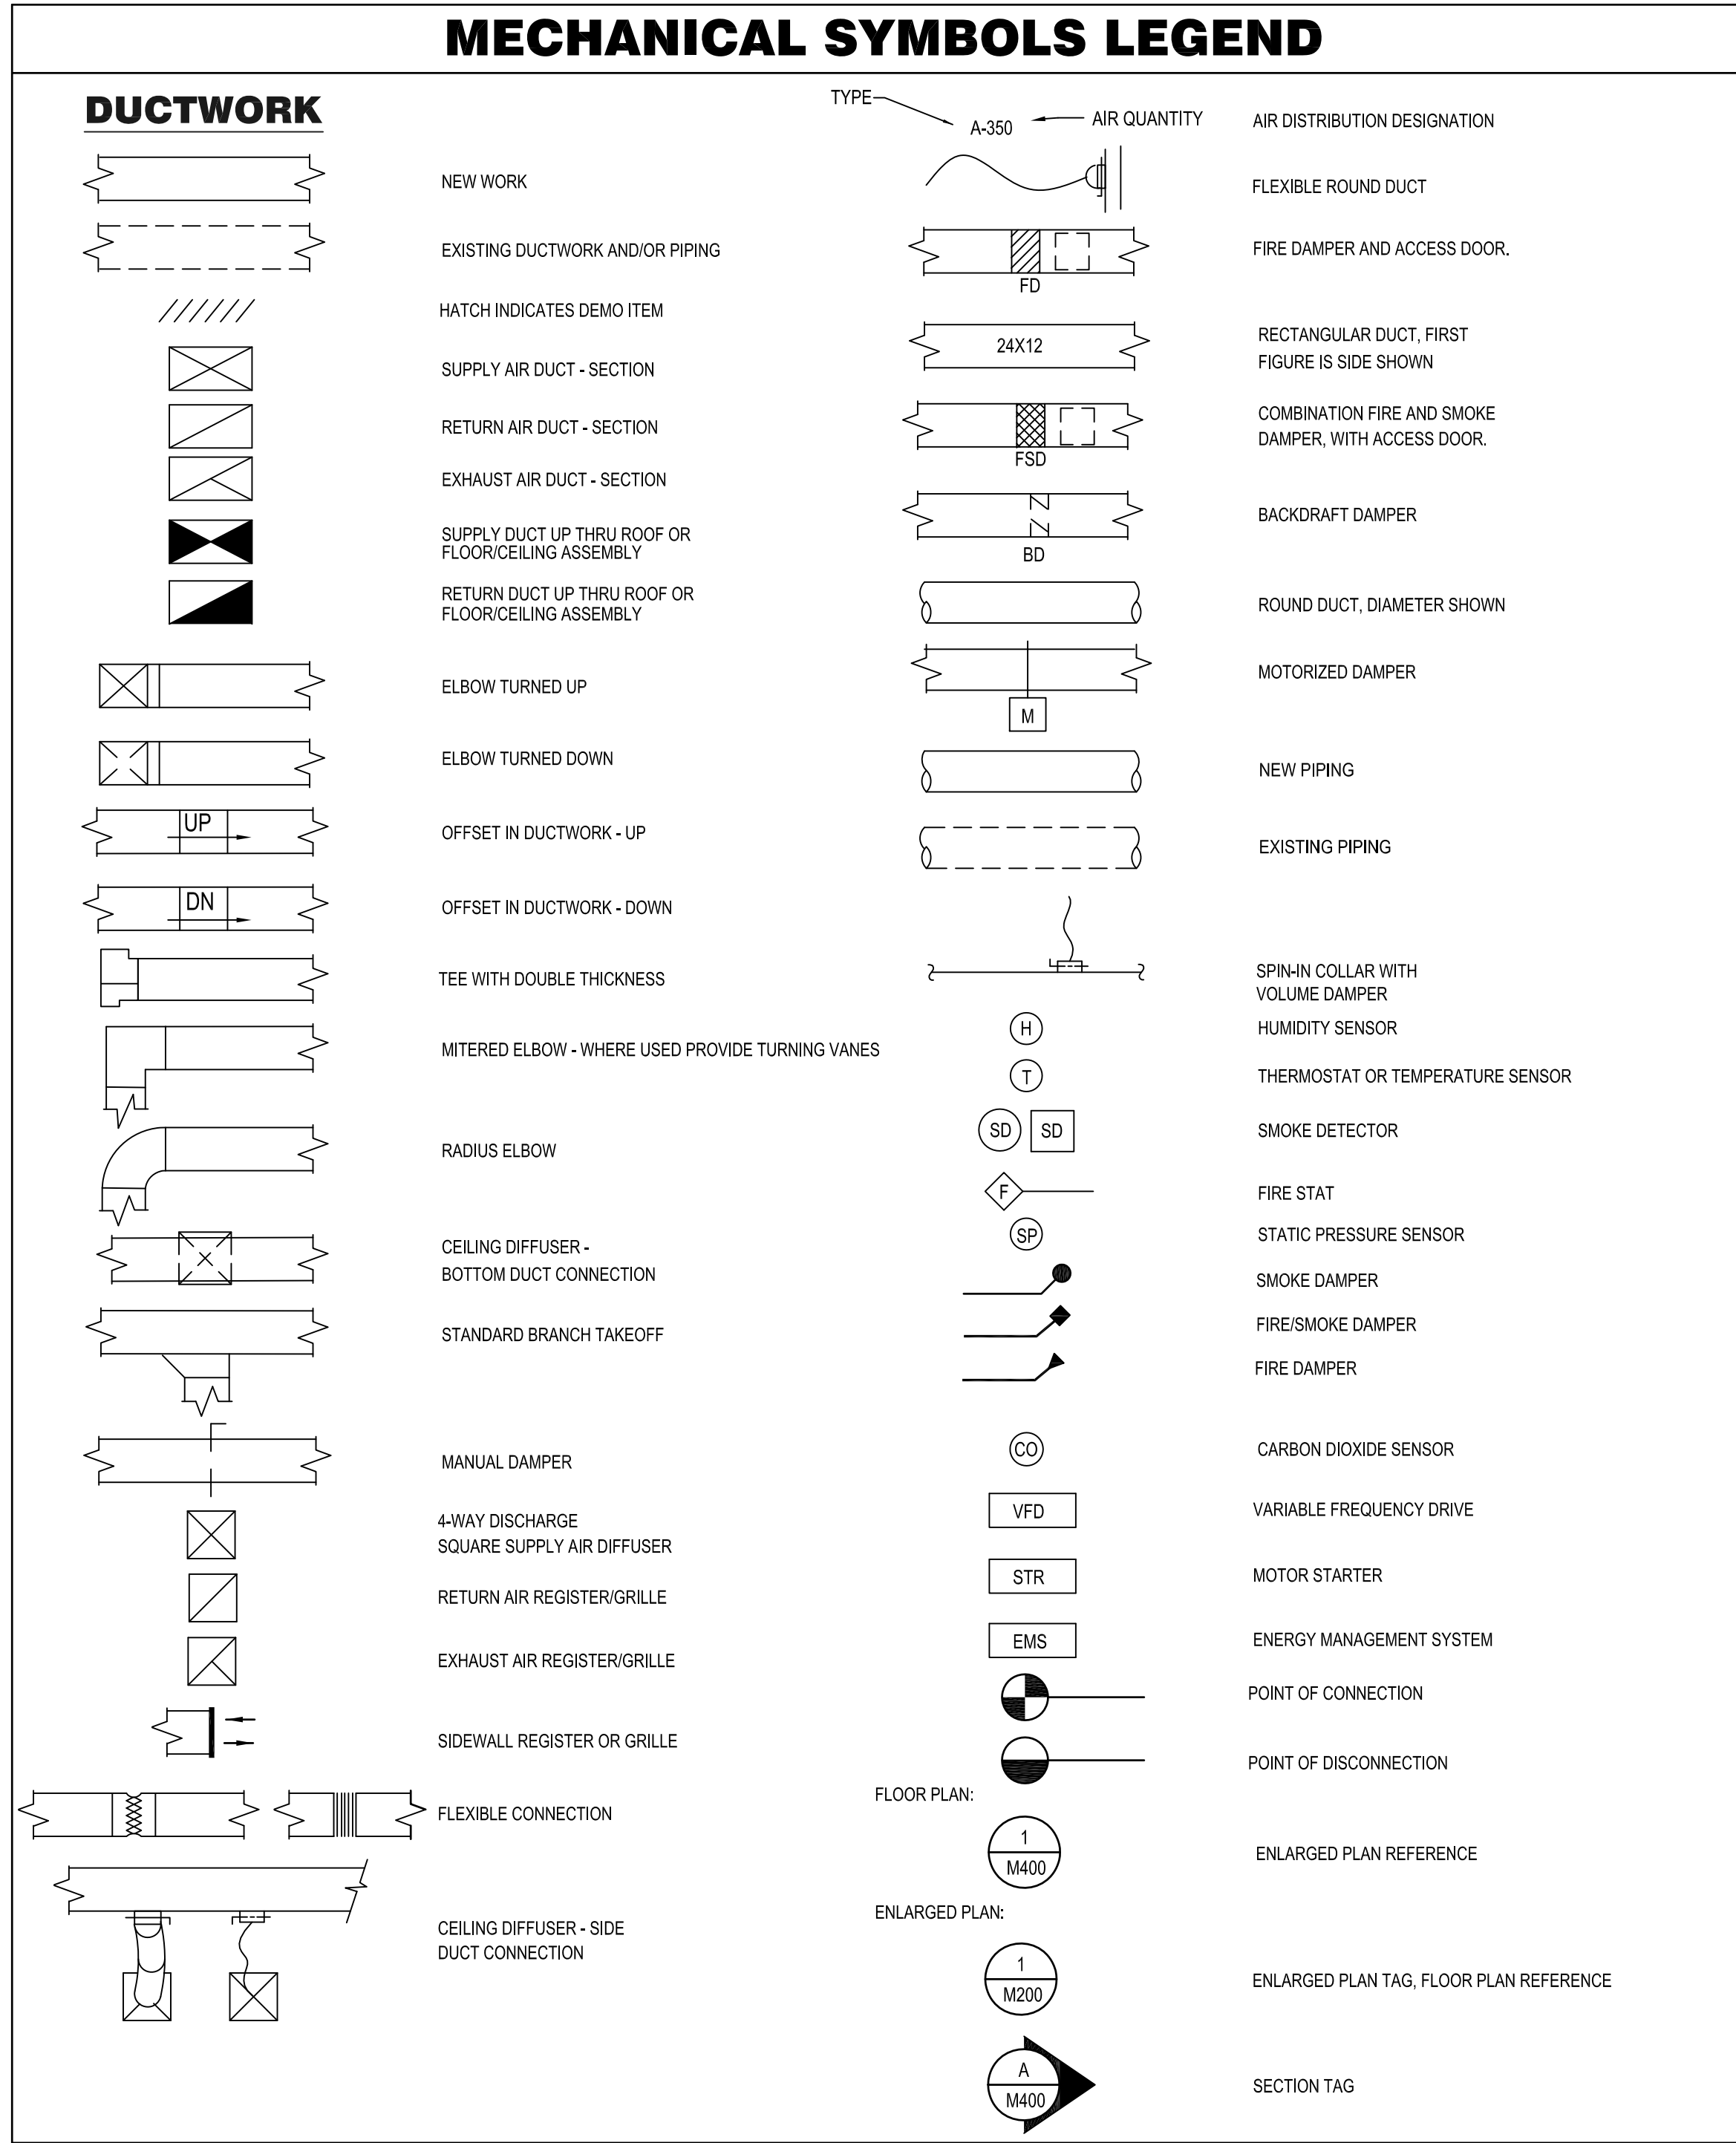 MECHANICAL SYMBOLS LEGEND
DUCTWORK
NEW WORK
EXISTING DUCTWORK AND/OR PIPING
HATCH INDICATES DEMO ITEM
SUPPLY AIR DUCT - SECTION
RETURN AIR DUCT - SECTION
EXHAUST AIR DUCT - SECTION
SUPPLY DUCT UP THRU ROOF OR
FLOOR/CEILING ASSEMBLY
RETURN DUCT UP THRU ROOF OR
FLOOR/CEILING ASSEMBLY
ELBOW TURNED UP
ELBOW TURNED DOWN
UP
OFFSET IN DUCTWORK - UP
DN
OFFSET IN DUCTWORK - DOWN
TEE WITH DOUBLE THICKNESS
MITERED ELBOW - WHERE USED PROVIDE TURNING VANES
RADIUS ELBOW
CEILING DIFFUSER -
BOTTOM DUCT CONNECTION
STANDARD BRANCH TAKEOFF
MANUAL DAMPER
4-WAY DISCHARGE
SQUARE SUPPLY AIR DIFFUSER
RETURN AIR REGISTER/GRILLE
EXHAUST AIR REGISTER/GRILLE
SIDEWALL REGISTER OR GRILLE
FLEXIBLE CONNECTION
CEILING DIFFUSER - SIDE
DUCT CONNECTION
TYPE
A-350
AIR QUANTITY
AIR DISTRIBUTION DESIGNATION
FLEXIBLE ROUND DUCT
FD
FIRE DAMPER AND ACCESS DOOR.
24X12
RECTANGULAR DUCT, FIRST
FIGURE IS SIDE SHOWN
FSD
COMBINATION FIRE AND SMOKE
DAMPER, WITH ACCESS DOOR.
BD
BACKDRAFT DAMPER
ROUND DUCT, DIAMETER SHOWN
M
MOTORIZED DAMPER
NEW PIPING
EXISTING PIPING
SPIN-IN COLLAR WITH
VOLUME DAMPER
H
HUMIDITY SENSOR
T
THERMOSTAT OR TEMPERATURE SENSOR
SD SD
SMOKE DETECTOR
F
FIRE STAT
SP
STATIC PRESSURE SENSOR
SMOKE DAMPER
FIRE/SMOKE DAMPER
FIRE DAMPER
CO
CARBON DIOXIDE SENSOR
VFD
VARIABLE FREQUENCY DRIVE
STR
MOTOR STARTER
EMS
ENERGY MANAGEMENT SYSTEM
POINT OF CONNECTION
POINT OF DISCONNECTION
FLOOR PLAN:
1
M400
ENLARGED PLAN REFERENCE
ENLARGED PLAN:
1
M200
ENLARGED PLAN TAG, FLOOR PLAN REFERENCE
A
M400
SECTION TAG